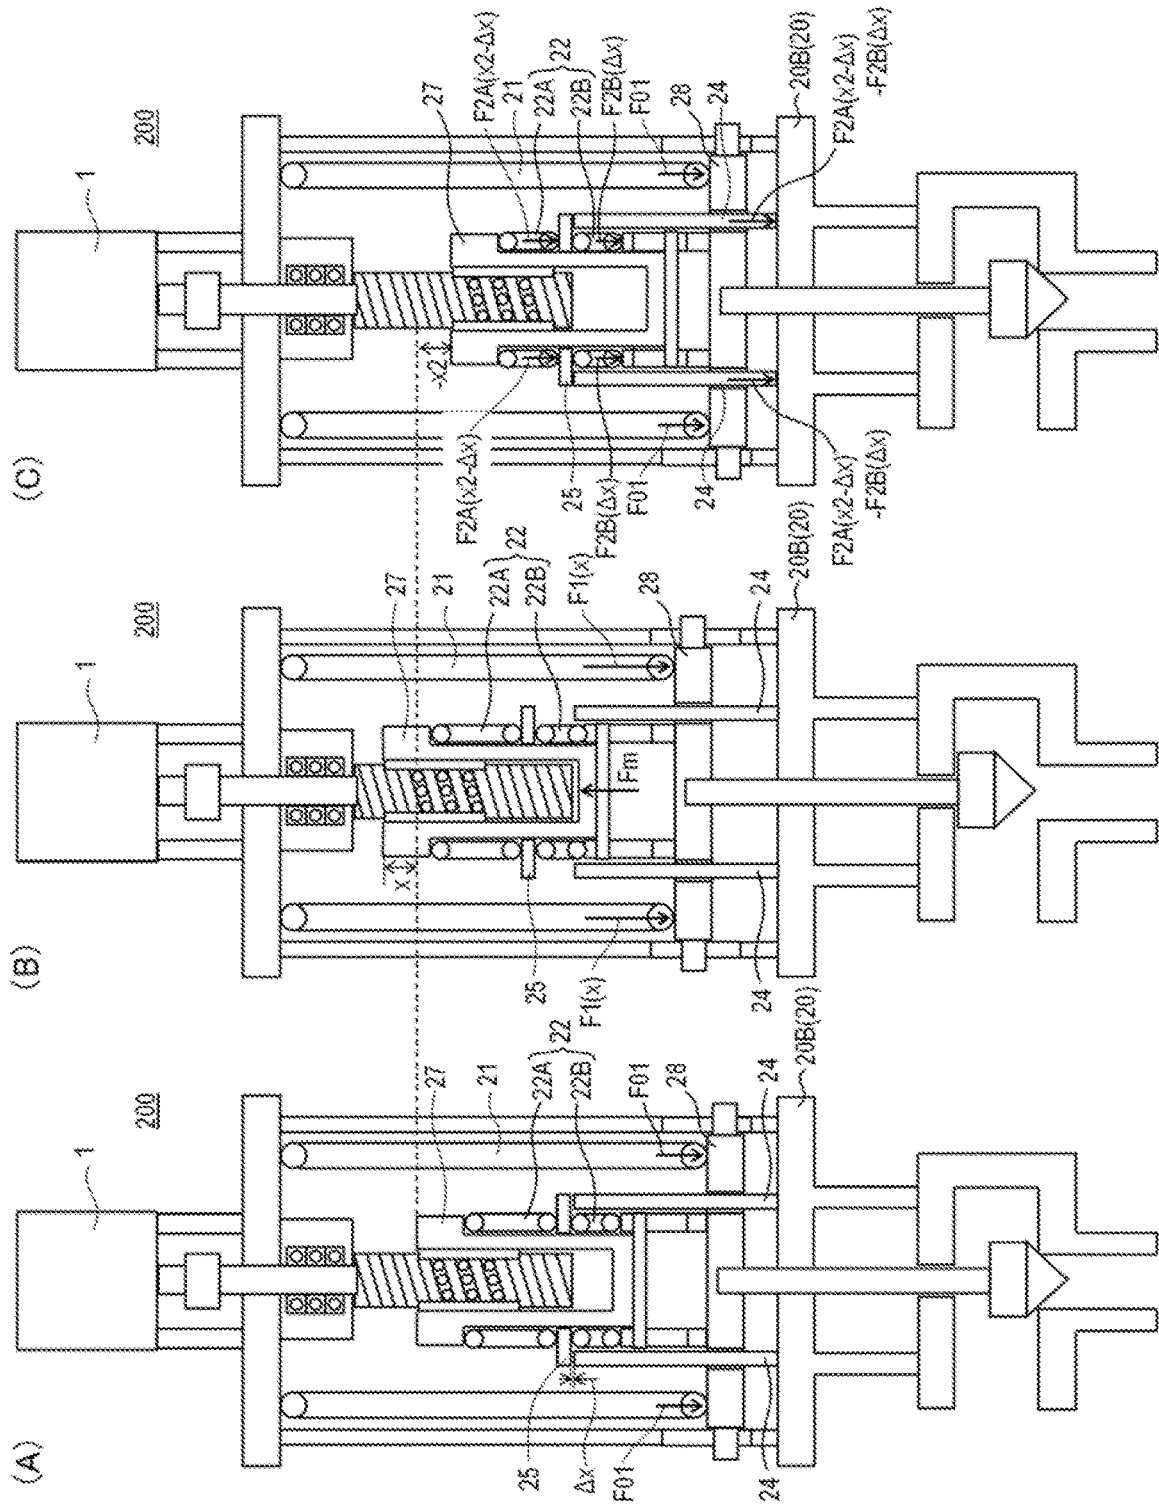 (A)
200
1
27
21
22A
22
22B
F01
28
24
20B(20)
25
Δx
F01
24
(B)
200
1
27
21
22A
22
22B
F1(x)
28
24
20B(20)
x
Fm
25
F1(x)
24
(C)
200
1
27
F2A(x2-Δx)
21
22A
22
22B
F2B(Δx)
F01
28
24
20B(20)
F2A(x2-Δx)
-F2B(Δx)
-x2
F2A(x2-Δx)
25
F2B(Δx)
F01
24
F2A(x2-Δx)
-F2B(Δx)